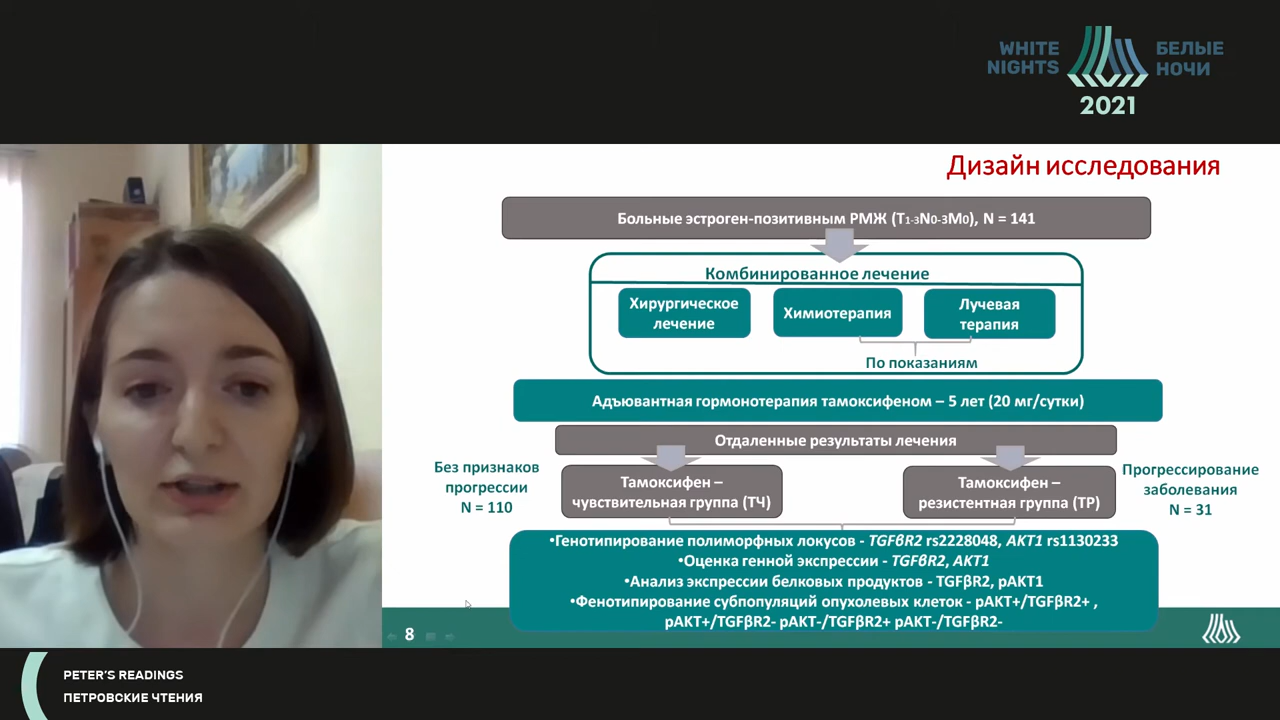 WHITE NIGHTS
БЕЛЫЕ НОЧИ
2021
Дизайн исследования
Больные эстроген-позитивным РМЖ (T1-3N0-3M0), N = 141
Комбинированное лечение
Хирургическое
лечение
Химиотерапия
Лучевая
терапия
По показаниям
Адъювантная гормонотерапия тамоксифеном – 5 лет (20 мг/сутки)
Отдаленные результаты лечения
Без признаков
прогрессии
N = 110
Тамоксифен –
чувствительная группа (ТЧ)
Тамоксифен –
резистентная группа (ТР)
Прогрессирование
заболевания
N = 31
•Генотипирование полиморфных локусов - TGFβR2 rs2228048, AKT1 rs1130233
•Оценка генной экспрессии - TGFβR2, AKT1
•Анализ экспрессии белковых продуктов - TGFβR2, pAKT1
•Фенотипирование субпопуляций опухолевых клеток - pAKT+/TGFβR2+ ,
pAKT+/TGFβR2- pAKT-/TGFβR2+ pAKT-/TGFβR2-
8
PETER'S READINGS
ПЕТРОВСКИЕ ЧТЕНИЯ